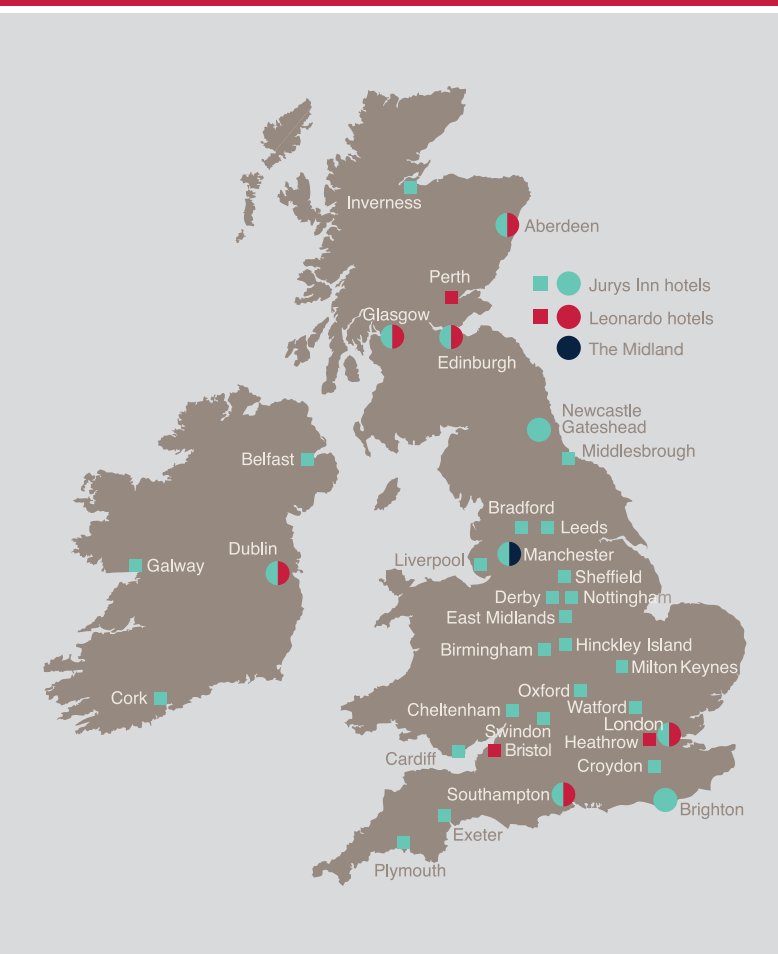 Inverness
Aberdeen
Perth
Jurys Inn hotels
Glasgow
Leonardo hotels
The Midland
Edinburgh
Newcastle
Gateshead
Middlesbrough
Belfast
Bradford
Leeds
Dublin
Manchester
Liverpool
Galway
Sheffield
Derby
Nottingham
East Midlands
Hinckley Island
Birmingham
Milton Keynes
Oxford
Cork
Watford
Cheltenham
London
Swindon
Heathrow
Bristol
Cardiff
Croydon
Southampton
Brighton
Exeter
Plymouth